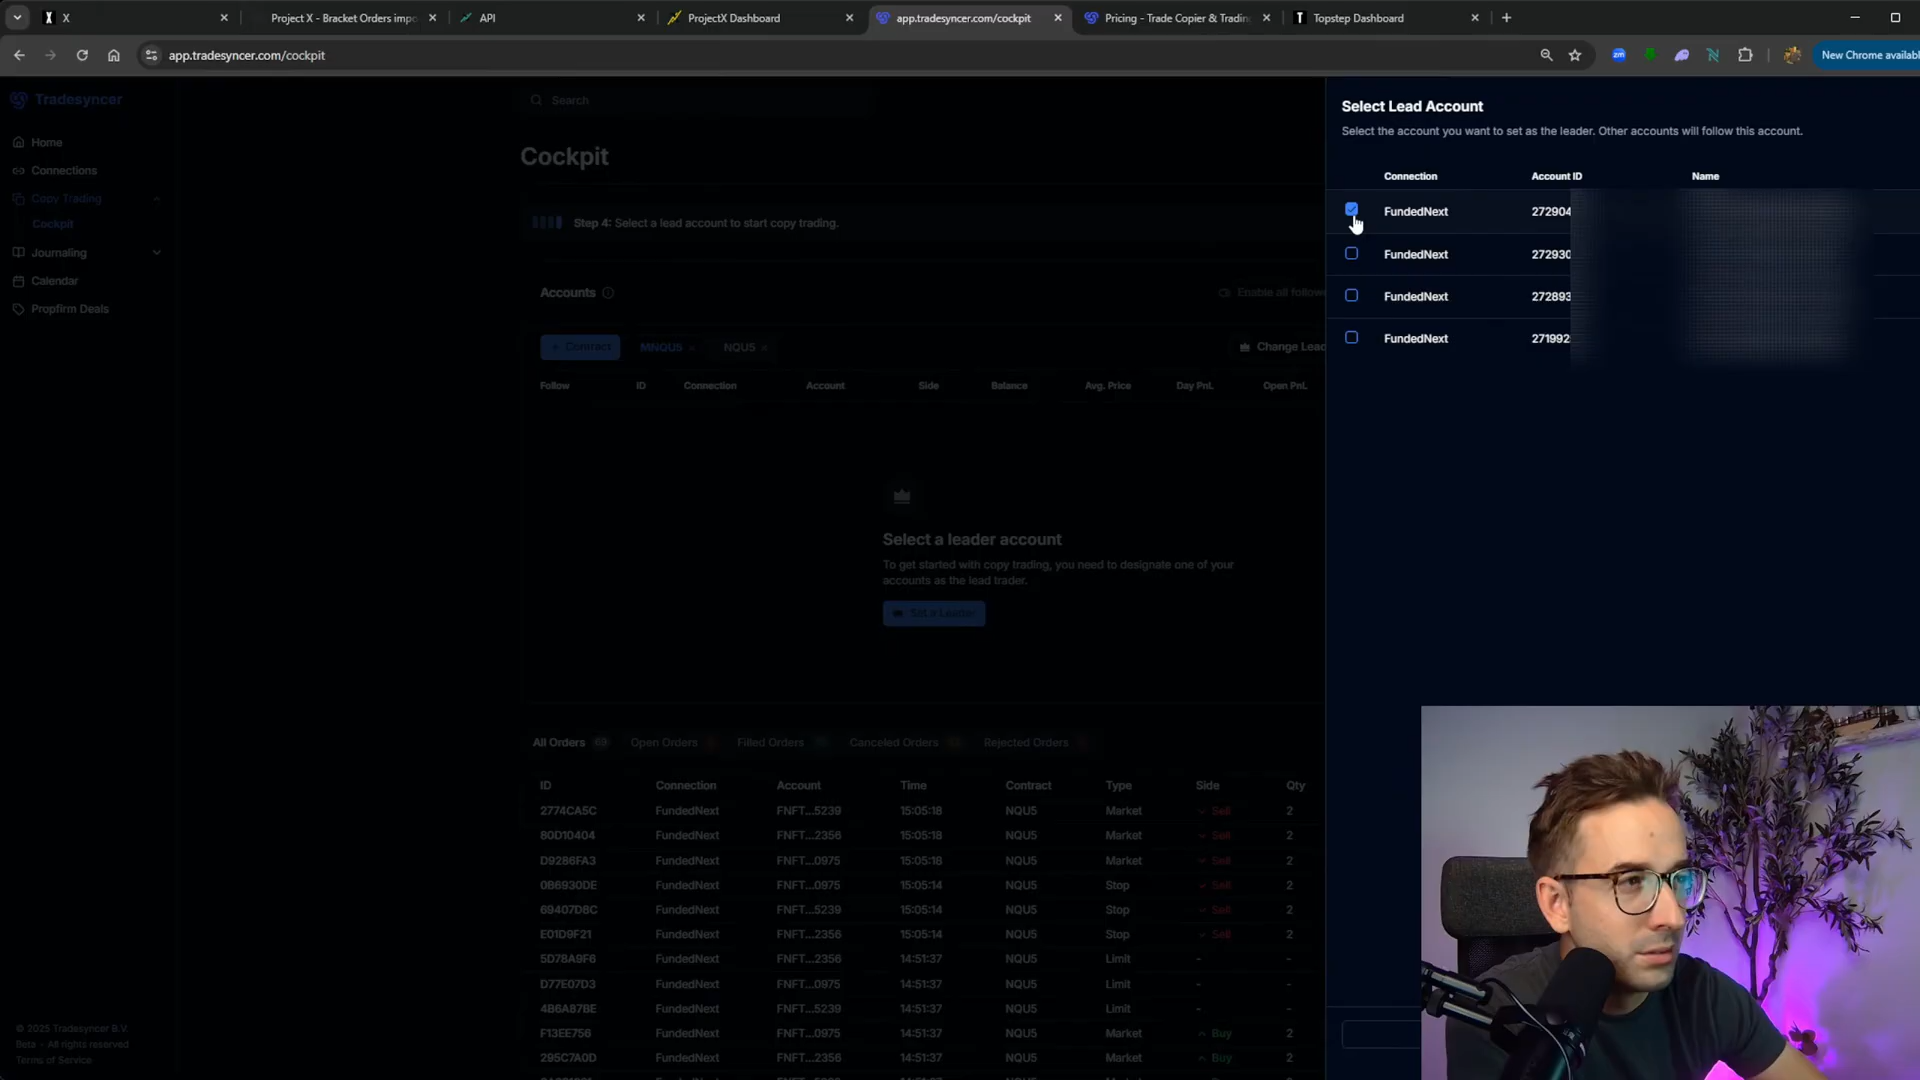 X
Project X - Bracket Orders impo
API
ProjectX Dashboard
app.tradesyncer.com/cockpit
Pricing - Trade Copier & Trading
Topstep Dashboard
app.tradesyncer.com/cockpit
New Chrome availabl
Tradesyncer
Home
Connections
Copy Trading
Cockpit
Journaling
Calendar
Propfirm Deals
© 2025 Tradesyncer B.V.
Beta - All rights reserved
Terms of Service
Search
Cockpit
Step 4: Select a lead account to start copy trading.
Accounts
Enable all followe
+ Contract
MNQU5
NQU5
Change Lead
Follow ID Connection Account Side Balance Avg. Price Day PnL Open PnL
Select a leader account
To get started with copy trading, you need to designate one of your
accounts as the lead trader.
Set a Leader
All Orders 69 Open Orders Filled Orders Canceled Orders Rejected Orders
ID Connection Account Time Contract Type Side Qty
2774CA5C FundedNext FNFT...5239 15:05:18 NQU5 Market Sell 2
80D10404 FundedNext FNFT...2356 15:05:18 NQU5 Market Sell 2
D9286FA3 FundedNext FNFT...0975 15:05:18 NQU5 Market Sell 2
0B6930DE FundedNext FNFT...0975 15:05:14 NQU5 Stop Sell 2
69407D8C FundedNext FNFT...5239 15:05:14 NQU5 Stop Sell 2
E01D9F21 FundedNext FNFT...2356 15:05:14 NQU5 Stop Sell 2
5D78A9F6 FundedNext FNFT...2356 14:51:37 NQU5 Limit - -
D77E07D3 FundedNext FNFT...0975 14:51:37 NQU5 Limit - -
4B6A87BE FundedNext FNFT...5239 14:51:37 NQU5 Limit - -
F13EE756 FundedNext FNFT...0975 14:51:37 NQU5 Market Buy 2
295C7A0D FundedNext FNFT...2356 14:51:37 NQU5 Market Buy 2
Select Lead Account
Select the account you want to set as the leader. Other accounts will follow this account.
Connection Account ID Name
FundedNext 272904
FundedNext 272930
FundedNext 272893
FundedNext 271992